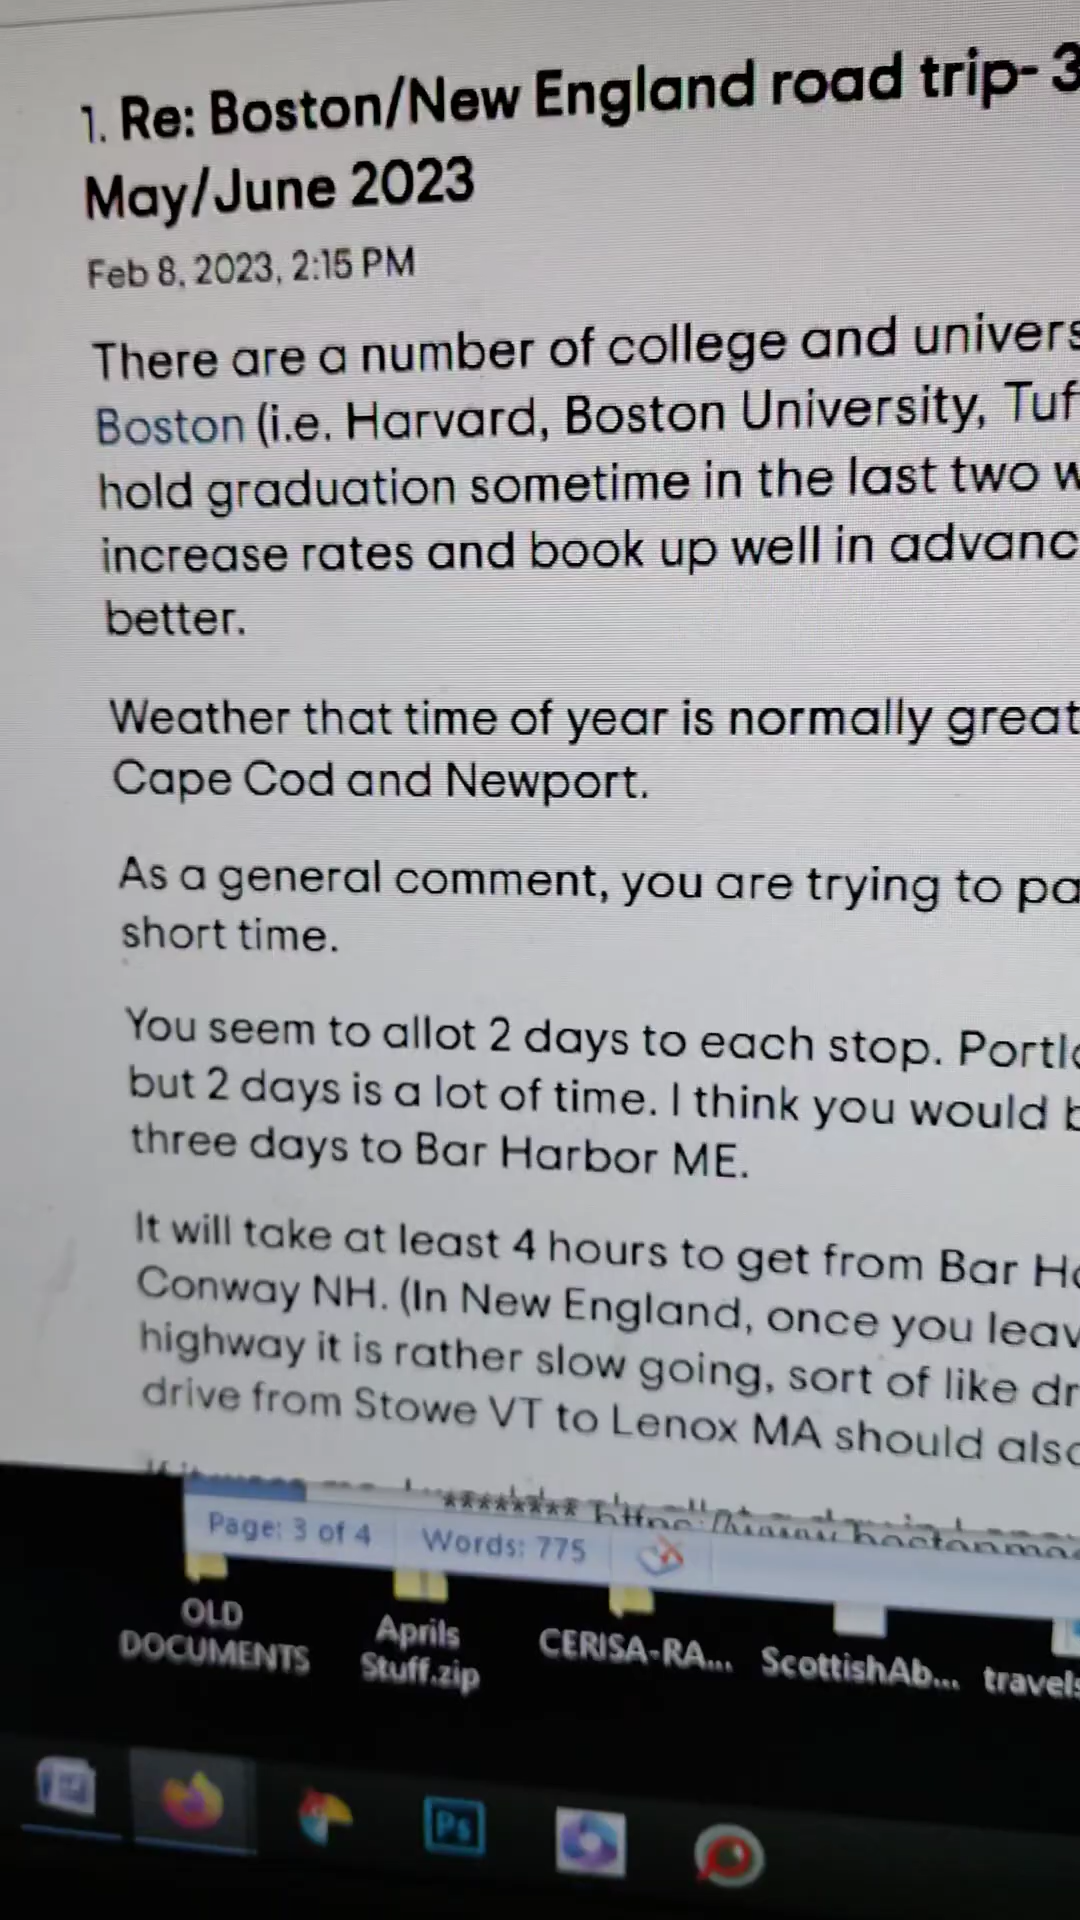 1. Re: Boston/New England road trip- 3
May/June 2023
Feb 8, 2023, 2:15 PM
There are a number of college and univers
Boston (i.e. Harvard, Boston University, Tuf
hold graduation sometime in the last two w
increase rates and book up well in advanc
better.
Weather that time of year is normally great
Cape Cod and Newport.
As a general comment, you are trying to pa
short time.
You seem to allot 2 days to each stop. Portl
but 2 days is a lot of time. I think you would b
three days to Bar Harbor ME.
It will take at least 4 hours to get from Bar Ha
Conway NH. (In New England, once you leav
highway it is rather slow going, sort of like dr
drive from Stowe VT to Lenox MA should also
Page: 3 of 4 Words: 775
OLD
DOCUMENTS
Aprils
Stuff.zip
CERISA-RA...
ScottishAb...
travels
Ps